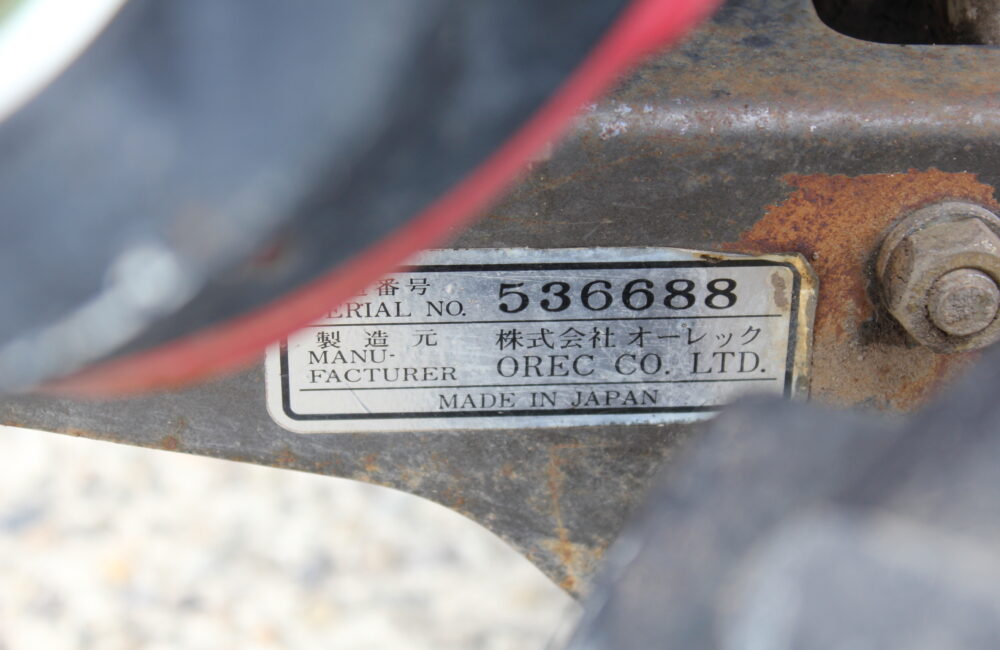 番号
ERIAL NO. 536688
製造元 株式会社 オーレック
MANU-
FACTURER OREC CO. LTD.
MADE IN JAPAN